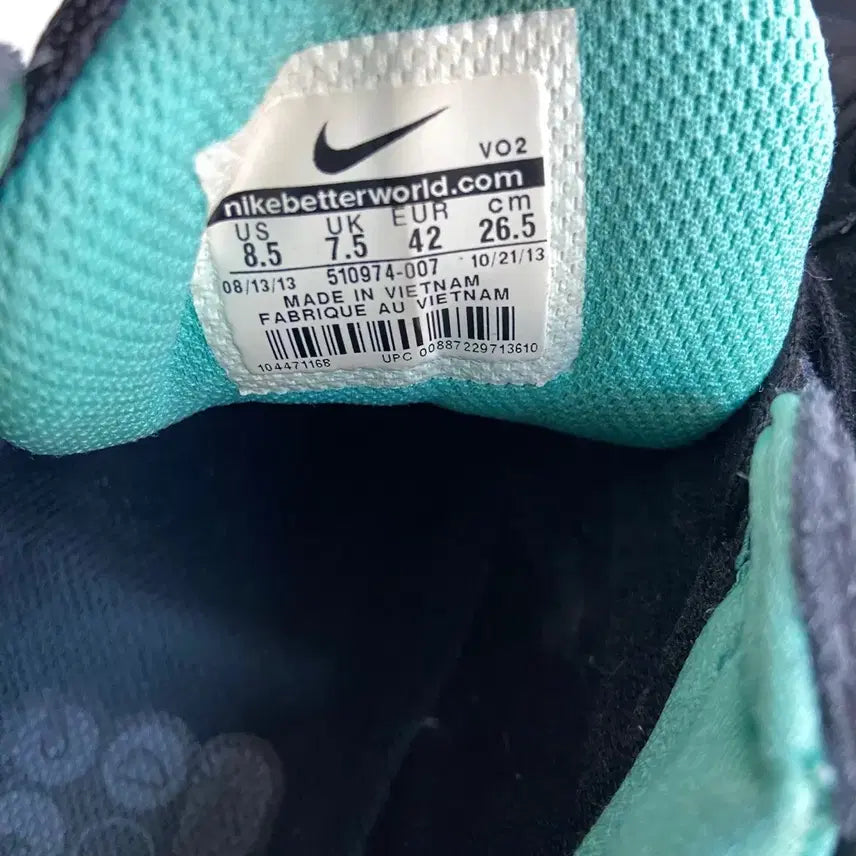 VO2
nikebetterworld.com
US UK EUR cm
8.5 7.5 42 26.5
08/13/13 510974-007 10/21/13
MADE IN VIETNAM
FABRIQUE AU VIETNAM
104471168 UPC 00887229713610